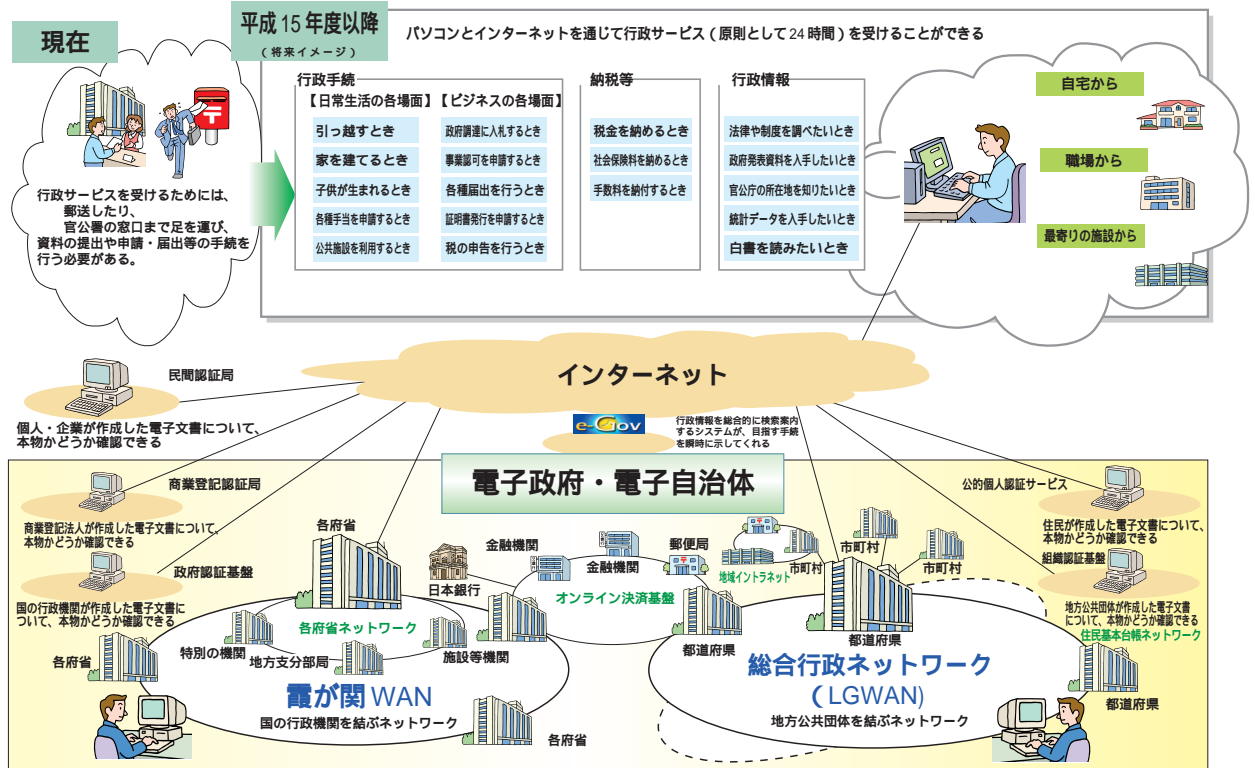 現在
行政サービスを受けるためには、
郵送したり、
官公署の窓口まで足を運び、
資料の提出や申請・届出等の手続を
行う必要がある。
平成15年度以降
(将来イメージ)
パソコンとインターネットを通じて行政サービス(原則として24時間)を受けることができる
行政手続
【日常生活の各場面】
引っ越すとき
家を建てるとき
子供が生まれるとき
各種手当を申請するとき
公共施設を利用するとき
【ビジネスの各場面】
政府調達に入札するとき
事業認可を申請するとき
各種届出を行うとき
証明書発行を申請するとき
税の申告を行うとき
納税等
税金を納めるとき
社会保険料を納めるとき
手数料を納付するとき
行政情報
法律や制度を調べたいとき
政府発表資料を入手したいとき
官公庁の所在地を知りたいとき
統計データを入手したいとき
白書を読みたいとき
自宅から
職場から
最寄りの施設から
インターネット
民間認証局
個人・企業が作成した電子文書について、
本物かどうか確認できる
e-Gov
行政情報を総合的に検索案内
するシステムが、目指す手続
を瞬時に示してくれる
電子政府・電子自治体
商業登記認証局
商業登記法人が作成した電子文書について、
本物かどうか確認できる
政府認証基盤
国の行政機関が作成した電子文書に
ついて、本物かどうか確認できる
公的個人認証サービス
住民が作成した電子文書について、
本物かどうか確認できる
組織認証基盤
地方公共団体が作成した電子文書
について、本物かどうか確認できる
住民基本台帳ネットワーク
各府省
各府省ネットワーク
特別の機関
地方支分部局
施設等機関
各府省
霞が関WAN
国の行政機関を結ぶネットワーク
各府省
日本銀行
金融機関
金融機関
郵便局
オンライン決済基盤
地域イントラネット
市町村
市町村
市町村
都道府県
都道府県
総合行政ネットワーク
(LGWAN)
地方公共団体を結ぶネットワーク
都道府県